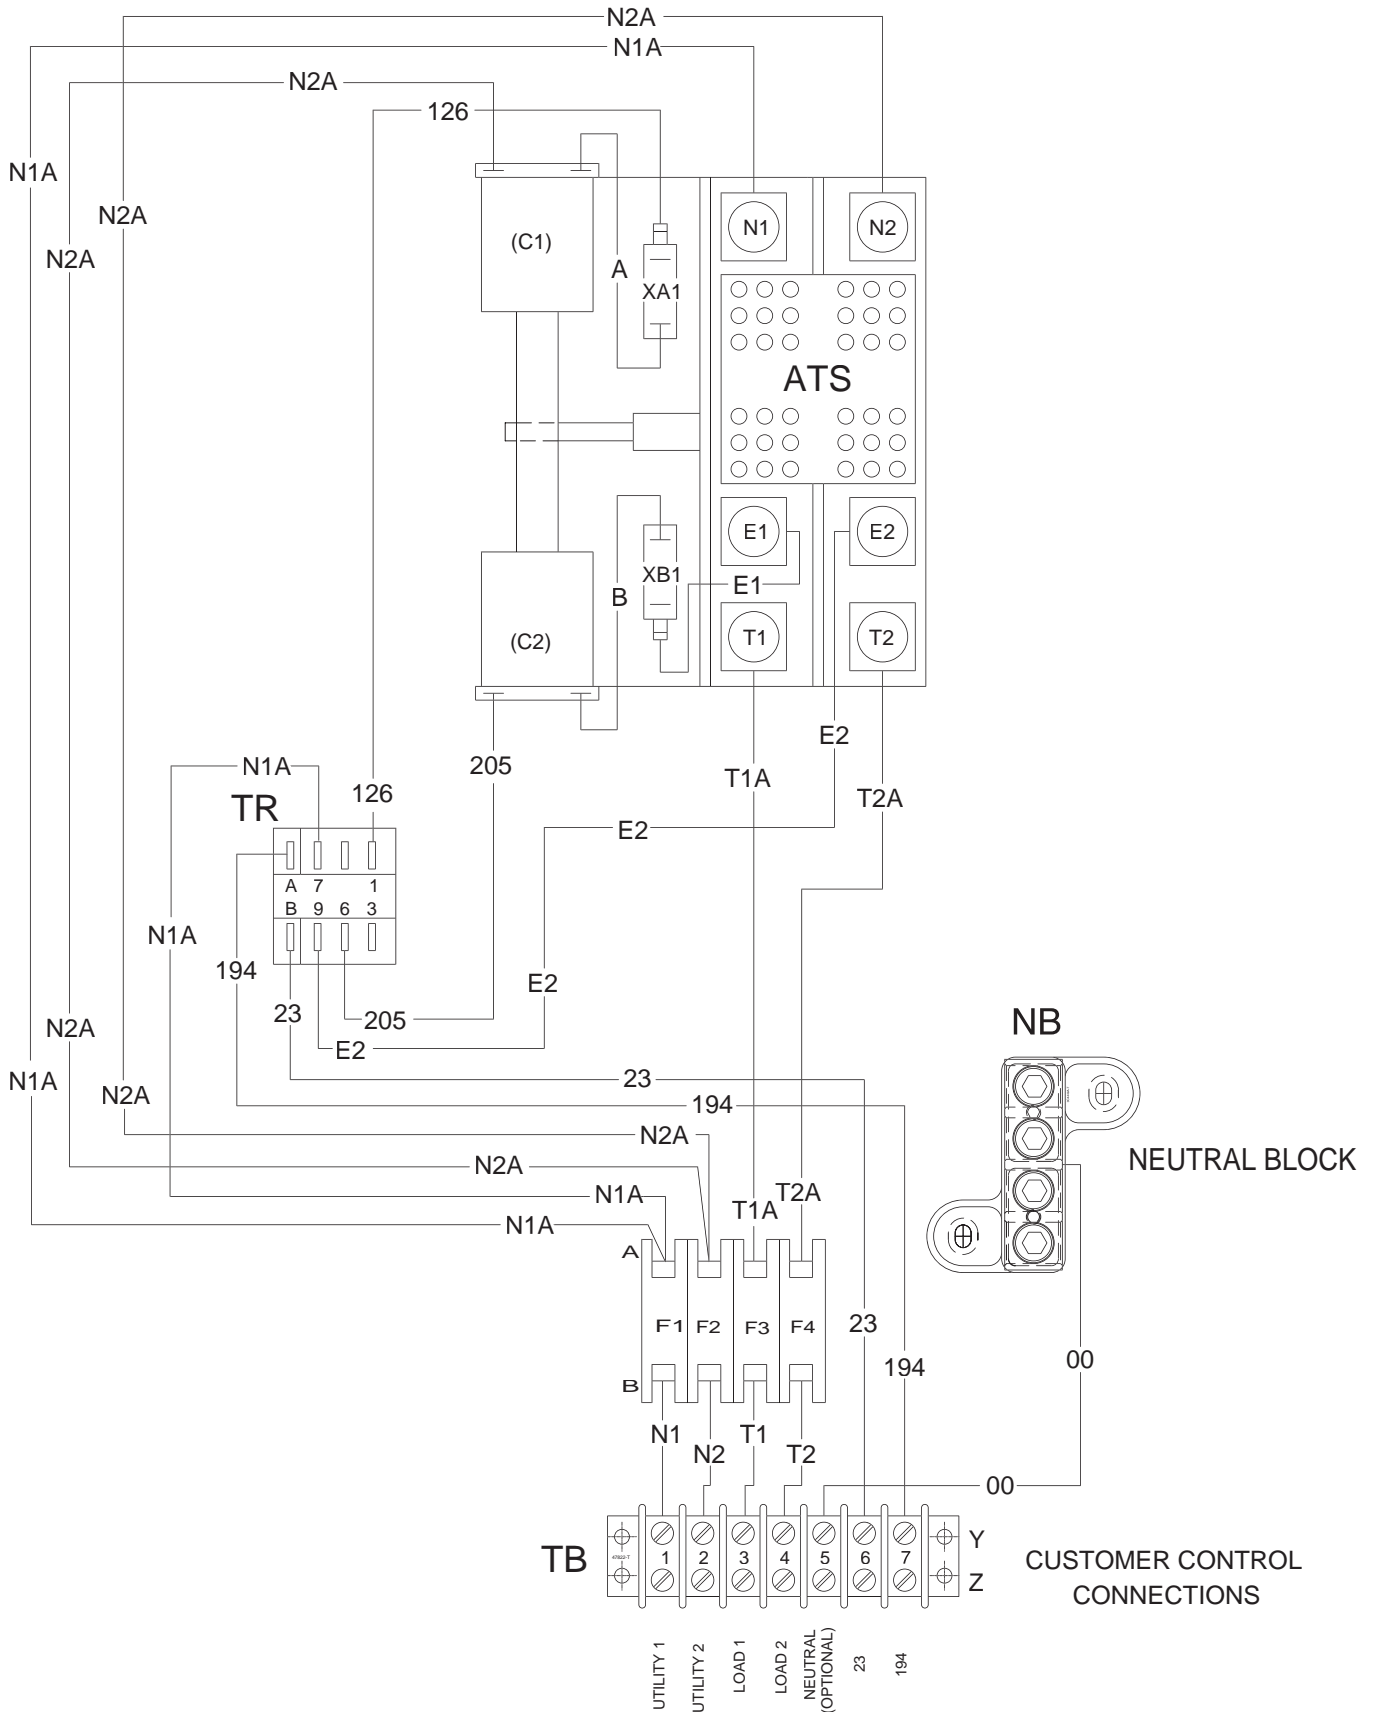 N2A
N1A
N2A
126
N1A
N2A
N2A
(C1)
A
XA1
N1
N2
ATS
E1
E2
XB1
E1
B
(C2)
T1
T2
E2
205
N1A
126
T1A
T2A
TR
E2
A 7 1
B 9 6 3
N1A
194
E2
23
205
N2A
E2
NB
N1A
N2A
23
194
N2A
N2A
NEUTRAL BLOCK
N1A
T2A
T1A
N1A
A
F1 F2 F3 F4
23
194
00
B
N1
N2
T1
T2
00
TB
47822-T
1 2 3 4 5 6 7
Y
Z
CUSTOMER CONTROL
CONNECTIONS
UTILITY 1
UTILITY 2
LOAD 1
LOAD 2
NEUTRAL
(OPTIONAL)
23
194